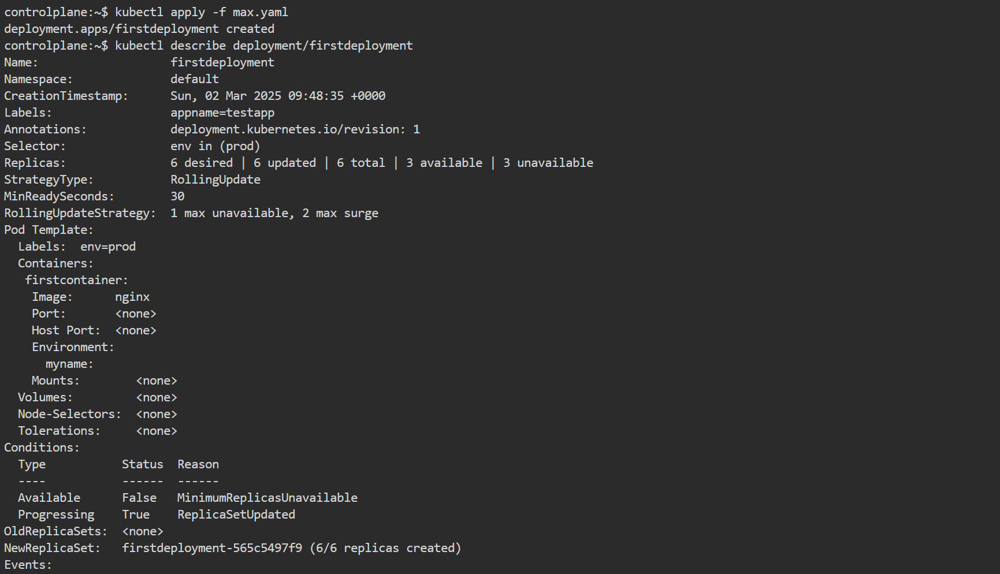 controlplane:~$ kubectl apply -f max.yaml
deployment.apps/firstdeployment created
controlplane:~$ kubectl describe deployment/firstdeployment
Name:                   firstdeployment
Namespace:              default
CreationTimestamp:      Sun, 02 Mar 2025 09:48:35 +0000
Labels:                 appname=testapp
Annotations:            deployment.kubernetes.io/revision: 1
Selector:               env in (prod)
Replicas:               6 desired | 6 updated | 6 total | 3 available | 3 unavailable
StrategyType:           RollingUpdate
MinReadySeconds:        30
RollingUpdateStrategy:  1 max unavailable, 2 max surge
Pod Template:
  Labels:  env=prod
  Containers:
   firstcontainer:
    Image:      nginx
    Port:       <none>
    Host Port:  <none>
    Environment:
      myname:
    Mounts:        <none>
  Volumes:         <none>
  Node-Selectors:  <none>
  Tolerations:     <none>
Conditions:
  Type           Status  Reason
  ----           ------  ------
  Available      False   MinimumReplicasUnavailable
  Progressing    True    ReplicaSetUpdated
OldReplicaSets:  <none>
NewReplicaSet:   firstdeployment-565c5497f9 (6/6 replicas created)
Events: